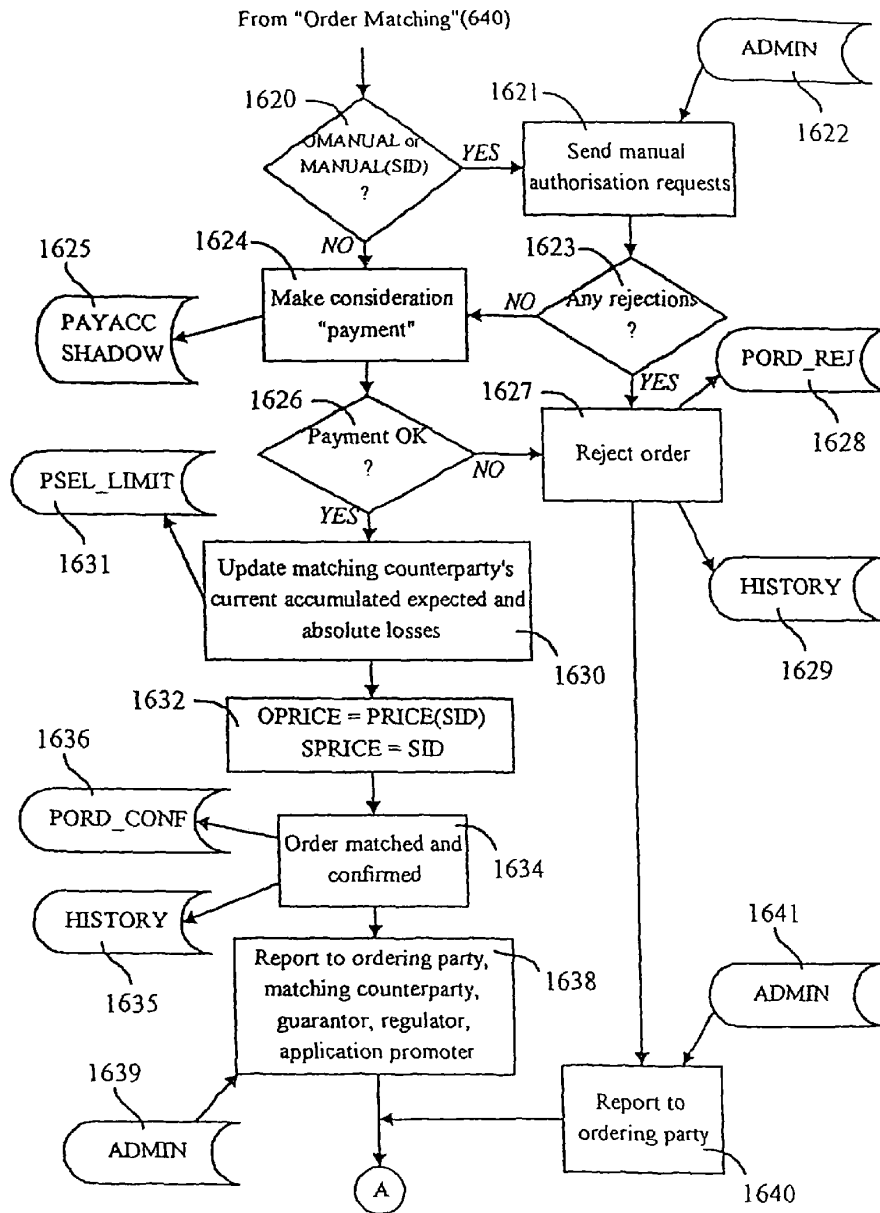 From "Order Matching"(640)
ADMIN
1622
1620
OMANUAL or
MANUAL(SID)
?
YES
NO
1621
Send manual
authorisation requests
1623
Any rejections
?
NO
YES
1624
Make consideration
"payment"
1625
PAYACC
SHADOW
1626
Payment OK
?
NO
YES
1627
Reject order
PORD_REJ
1628
HISTORY
1629
PSEL_LIMIT
1631
Update matching counterparty's
current accumulated expected and
absolute losses
1630
1632
OPRICE = PRICE(SID)
SPRICE = SID
1636
PORD_CONF
Order matched and
confirmed
1634
HISTORY
1635
Report to ordering party,
matching counterparty,
guarantor, regulator,
application promoter
1638
1641
ADMIN
1639
ADMIN
Report to
ordering party
1640
A